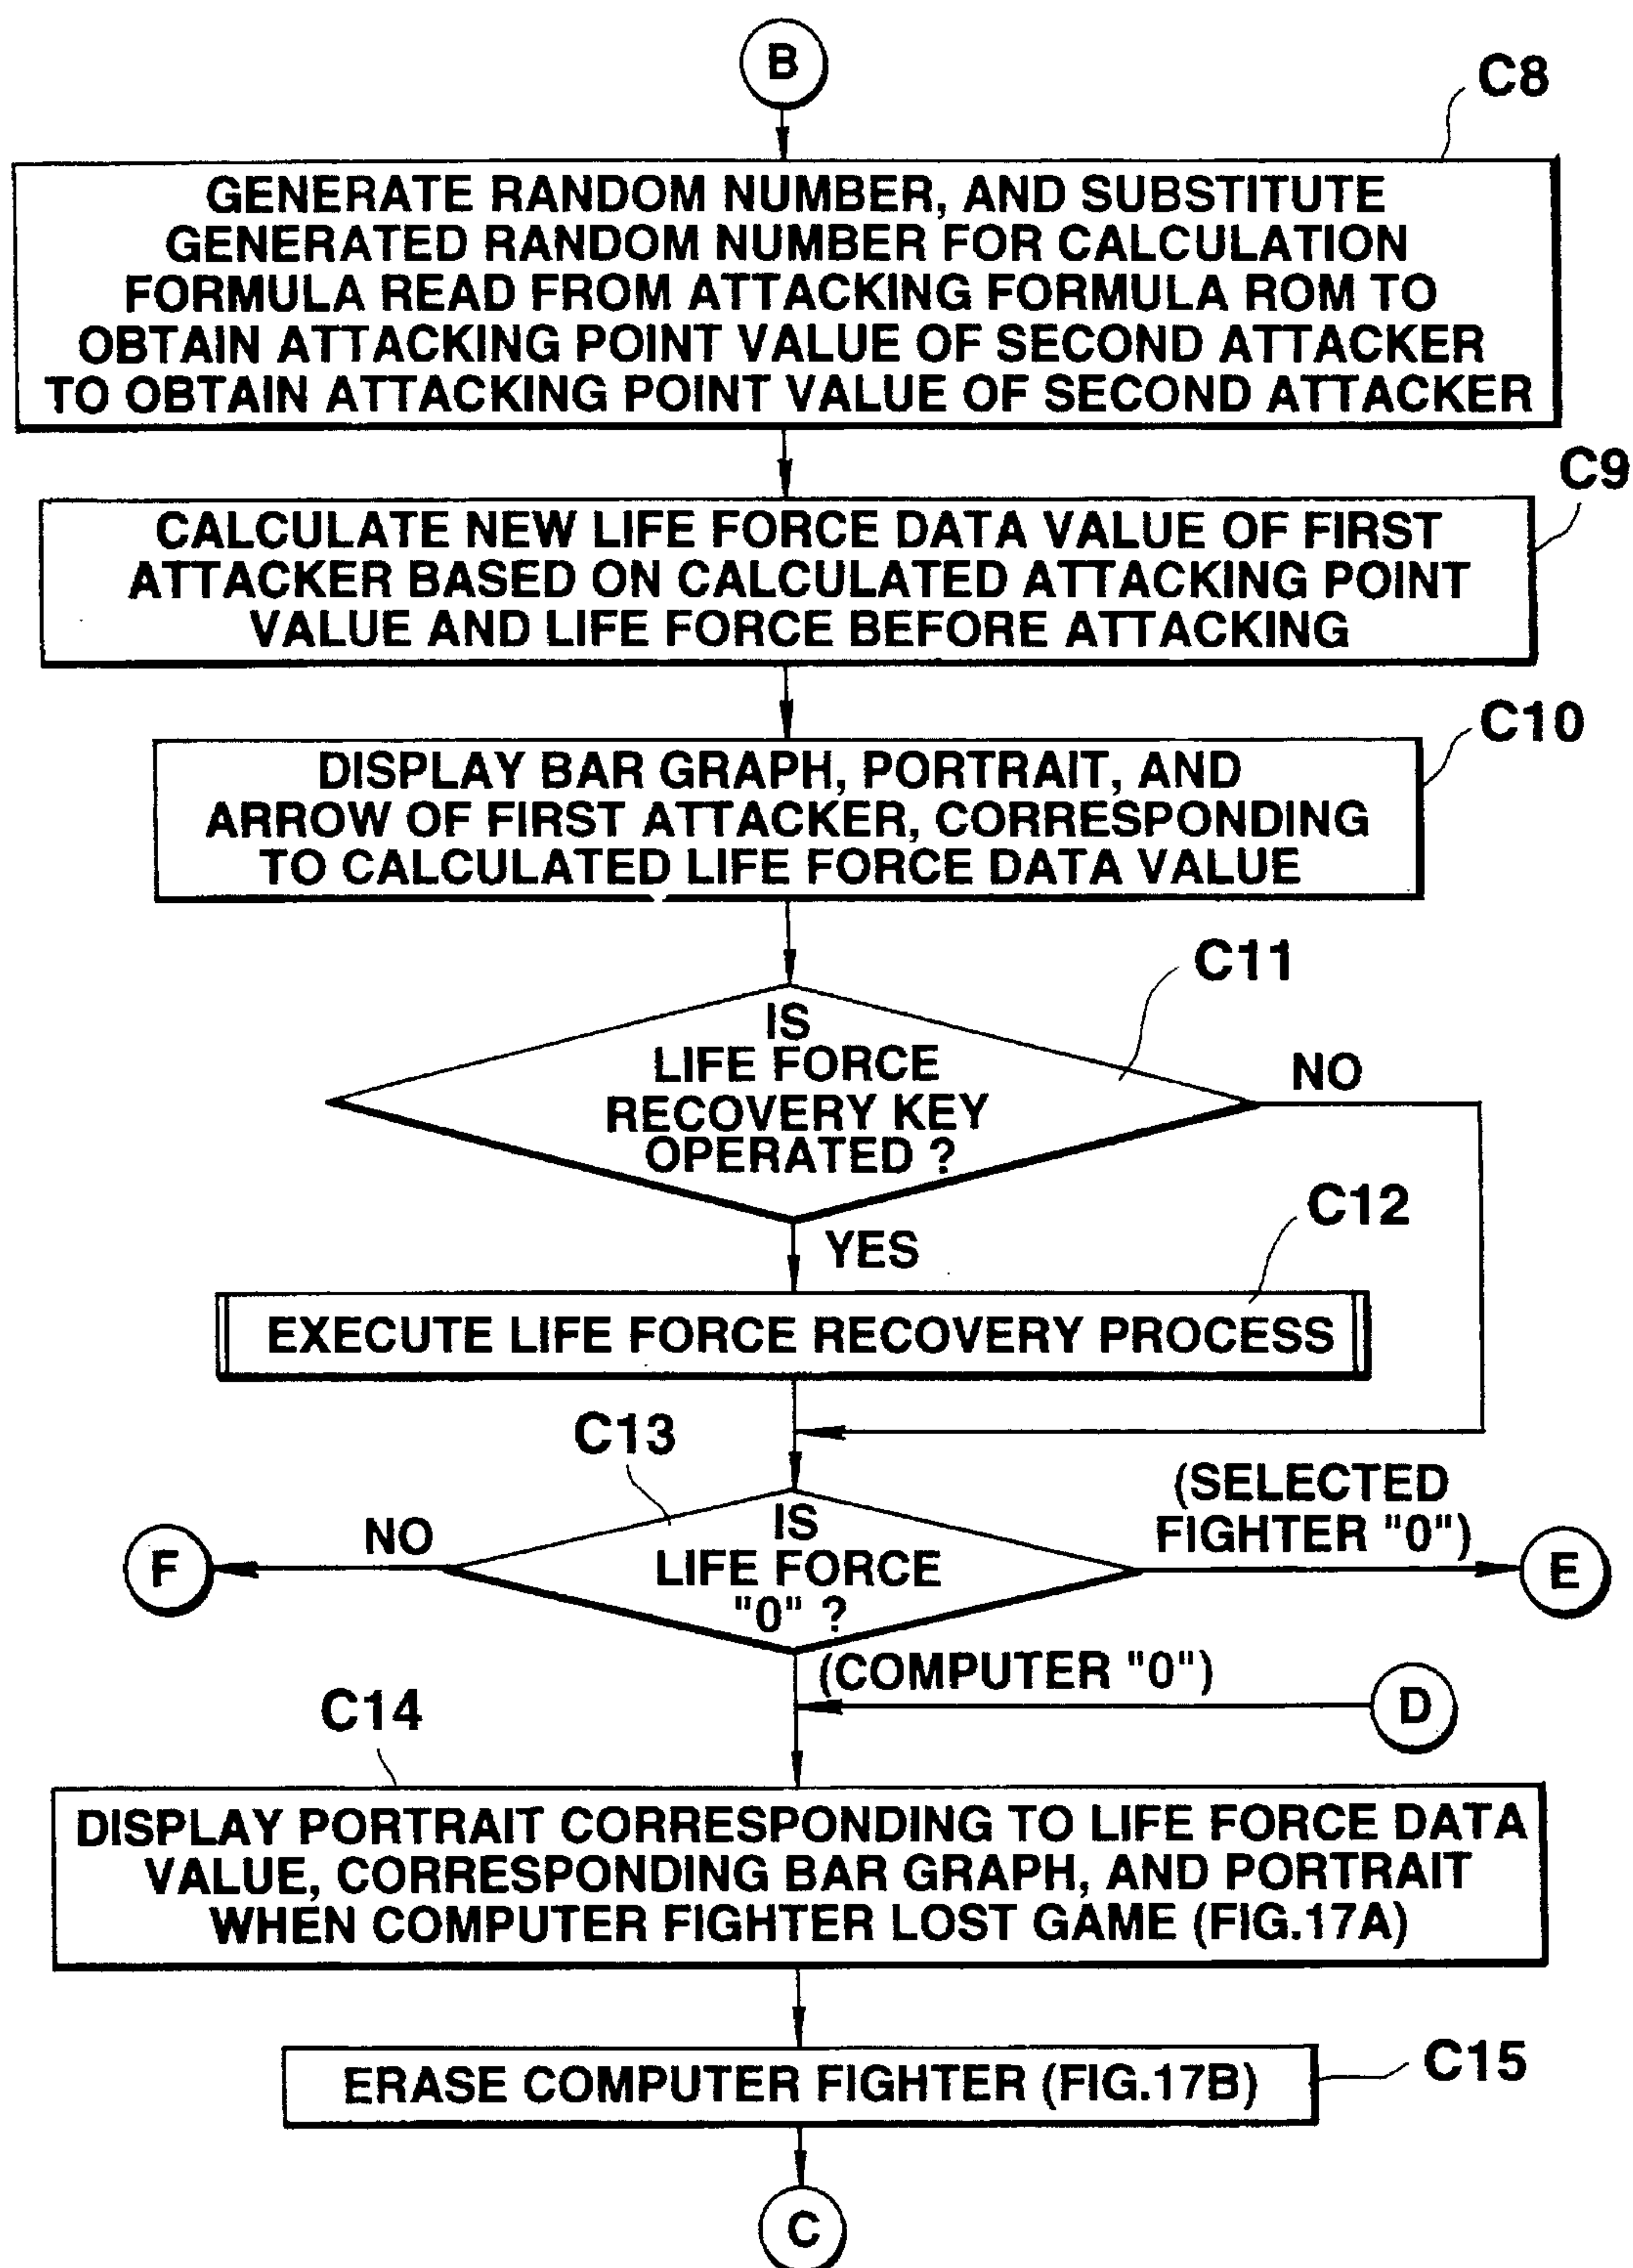 B
C8
GENERATE RANDOM NUMBER, AND SUBSTITUTE
GENERATED RANDOM NUMBER FOR CALCULATION
FORMULA READ FROM ATTACKING FORMULA ROM TO
OBTAIN ATTACKING POINT VALUE OF SECOND ATTACKER
TO OBTAIN ATTACKING POINT VALUE OF SECOND ATTACKER
C9
CALCULATE NEW LIFE FORCE DATA VALUE OF FIRST
ATTACKER BASED ON CALCULATED ATTACKING POINT
VALUE AND LIFE FORCE BEFORE ATTACKING
C10
DISPLAY BAR GRAPH, PORTRAIT, AND
ARROW OF FIRST ATTACKER, CORRESPONDING
TO CALCULATED LIFE FORCE DATA VALUE
C11
IS
LIFE FORCE
RECOVERY KEY
OPERATED ?
NO
YES
C12
EXECUTE LIFE FORCE RECOVERY PROCESS
C13
IS
LIFE FORCE
"0" ?
NO
F
(SELECTED
FIGHTER "0")
E
(COMPUTER "0")
D
C14
DISPLAY PORTRAIT CORRESPONDING TO LIFE FORCE DATA
VALUE, CORRESPONDING BAR GRAPH, AND PORTRAIT
WHEN COMPUTER FIGHTER LOST GAME (FIG.17A)
C15
ERASE COMPUTER FIGHTER (FIG.17B)
C